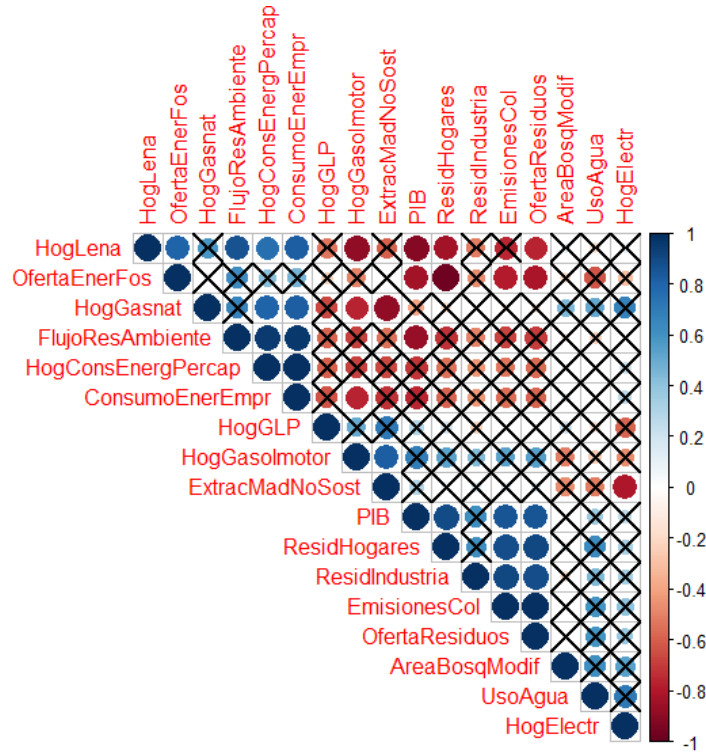 HogLena
OfertaEnerFos
HogGasnat
FlujoResAmbiente
HogConsEnergPercap
ConsumoEnerEmpr
HogGLP
HogGasolmotor
ExtracMadNoSost
PIB
ResidHogares
ResidIndustria
EmisionesCol
OfertaResiduos
AreaBosqModif
UsoAgua
HogElectr
HogLena
OfertaEnerFos
HogGasnat
FlujoResAmbiente
HogConsEnergPercap
ConsumoEnerEmpr
HogGLP
HogGasolmotor
ExtracMadNoSost
PIB
ResidHogares
ResidIndustria
EmisionesCol
OfertaResiduos
AreaBosqModif
UsoAgua
HogElectr
1
0.8
0.6
0.4
0.2
0
-0.2
-0.4
-0.6
-0.8
-1